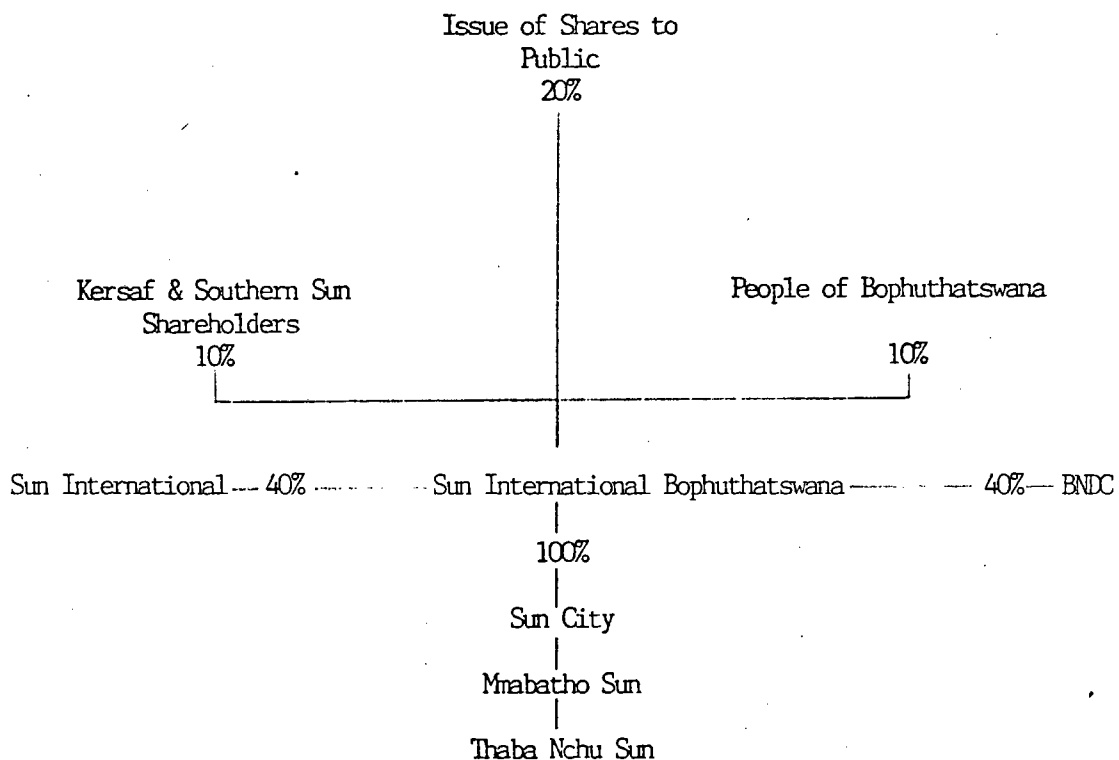 Issue of Shares to
Public
20%
Kersaf & Southern Sun
Shareholders
10%
People of Bophuthatswana
10%
Sun International 40% Sun International Bophuthatswana 40% BNDC
100%
Sun City
Mmabatho Sun
Thaba Nchu Sun